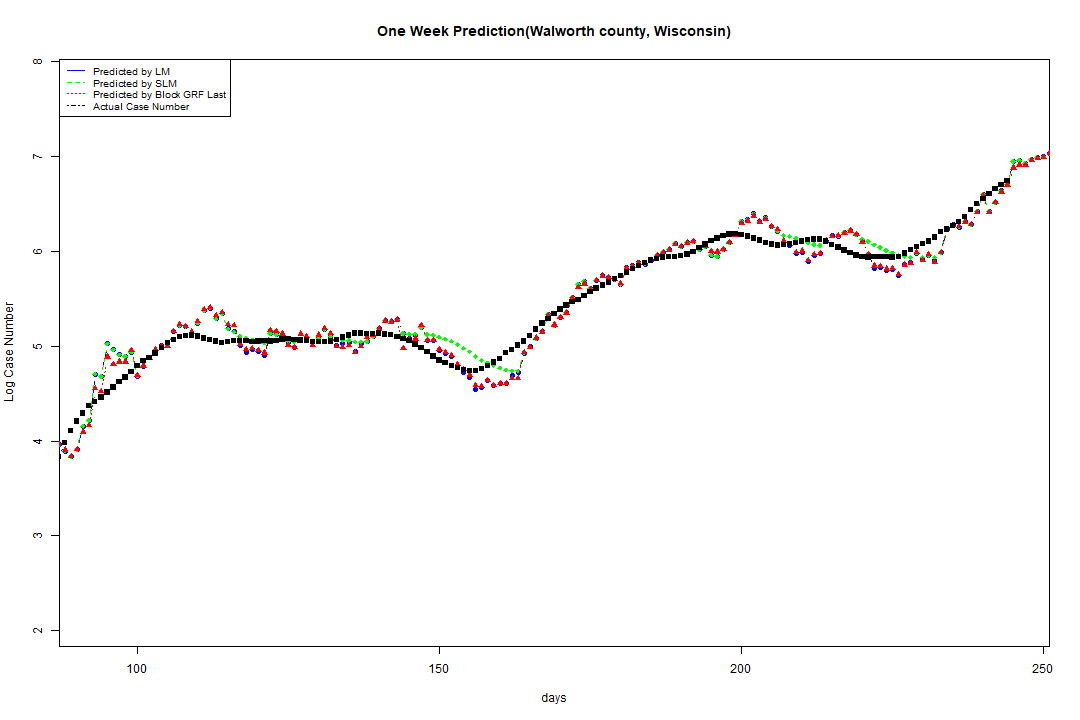 One Week Prediction(Walworth county, Wisconsin)
Predicted by LM
Predicted by SLM
Predicted by Block GRF Last
Actual Case Number
8
7
6
5
4
3
2
Log Case Number
100 150 200 250
days